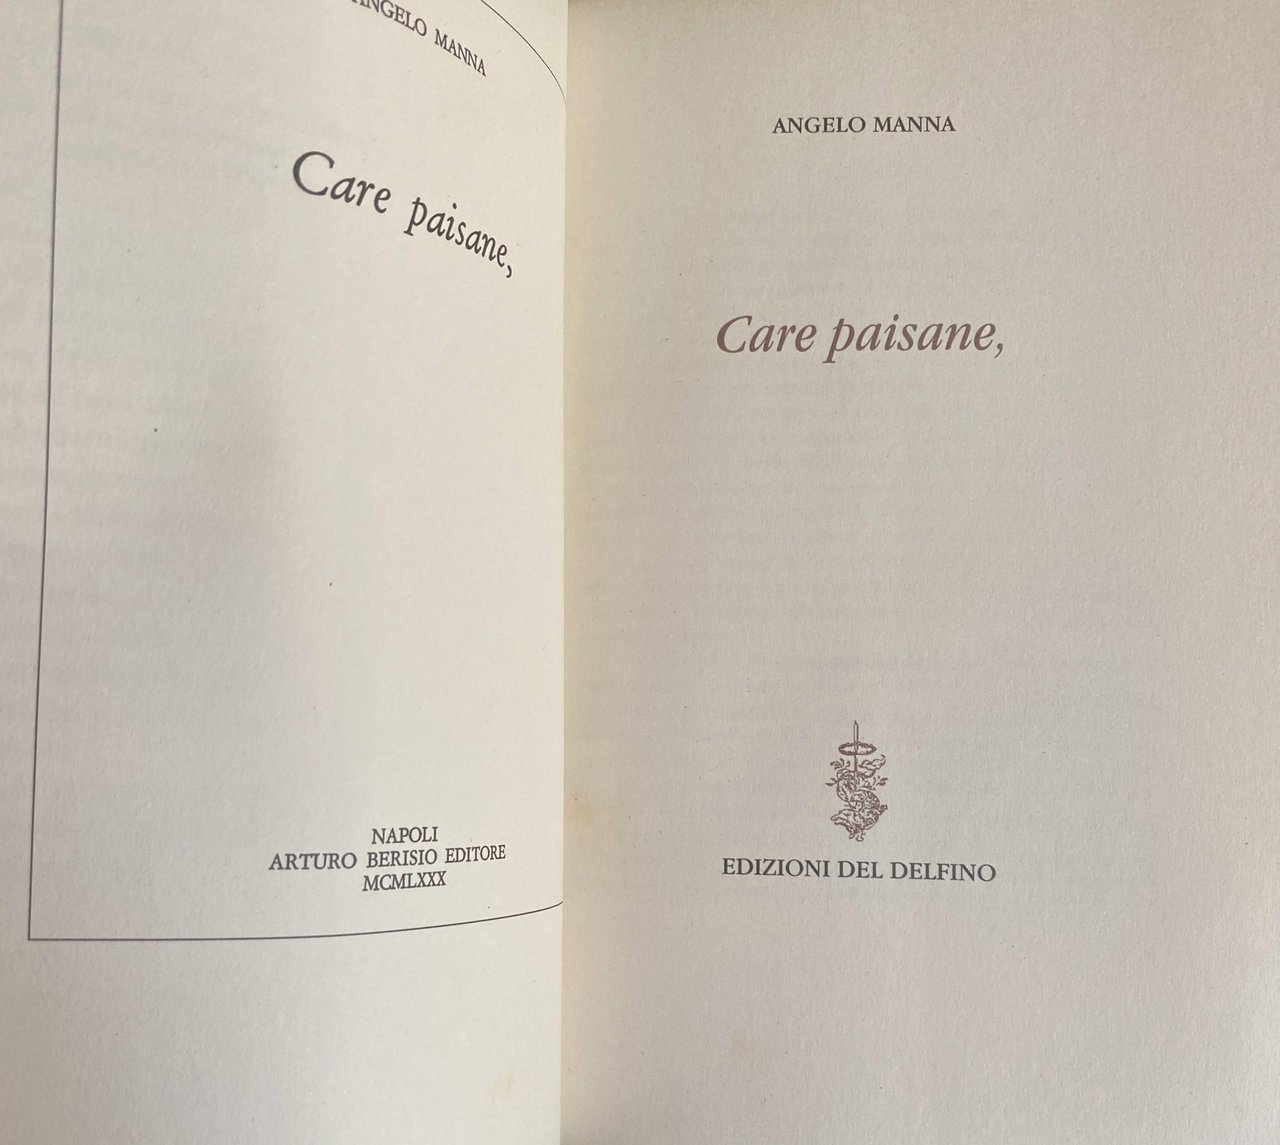 ANGELO MANNA
Care paisane,
NAPOLI
ARTURO BERISIO EDITORE
MCMLXXX
ANGELO MANNA
Care paisane,
EDIZIONI DEL DELFINO